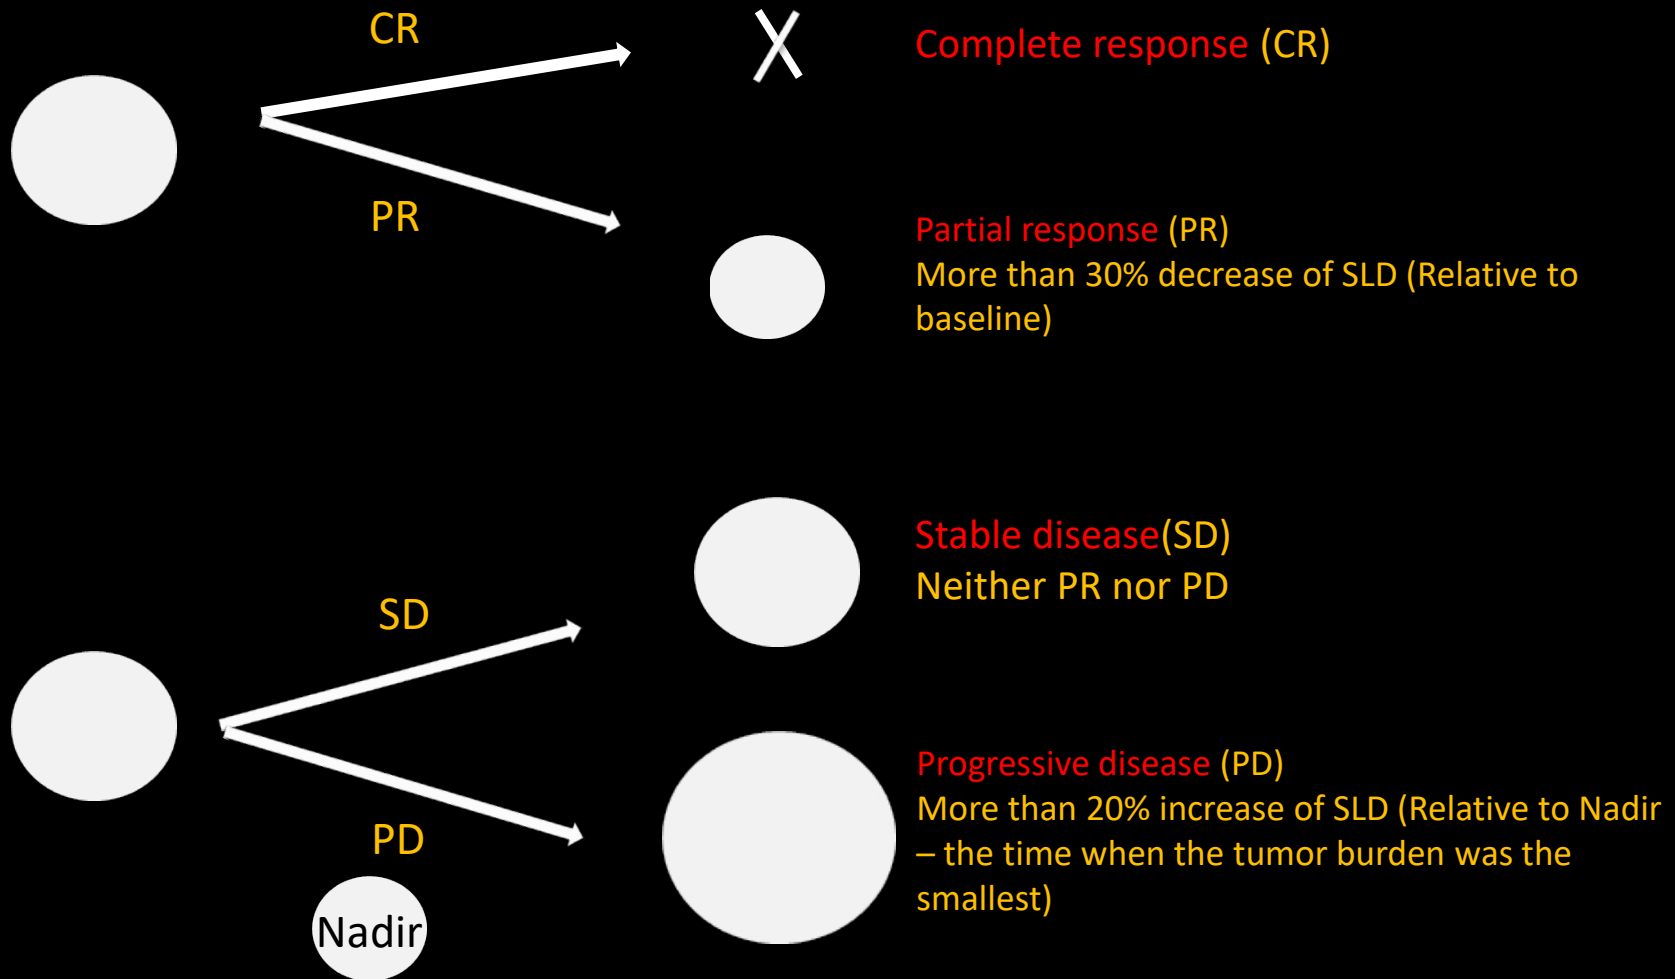 CR
Complete response (CR)
PR
Partial response (PR)
More than 30% decrease of SLD (Relative to
baseline)
SD
Stable disease(SD)
Neither PR nor PD
PD
Progressive disease (PD)
More than 20% increase of SLD (Relative to Nadir
– the time when the tumor burden was the
smallest)
Nadir